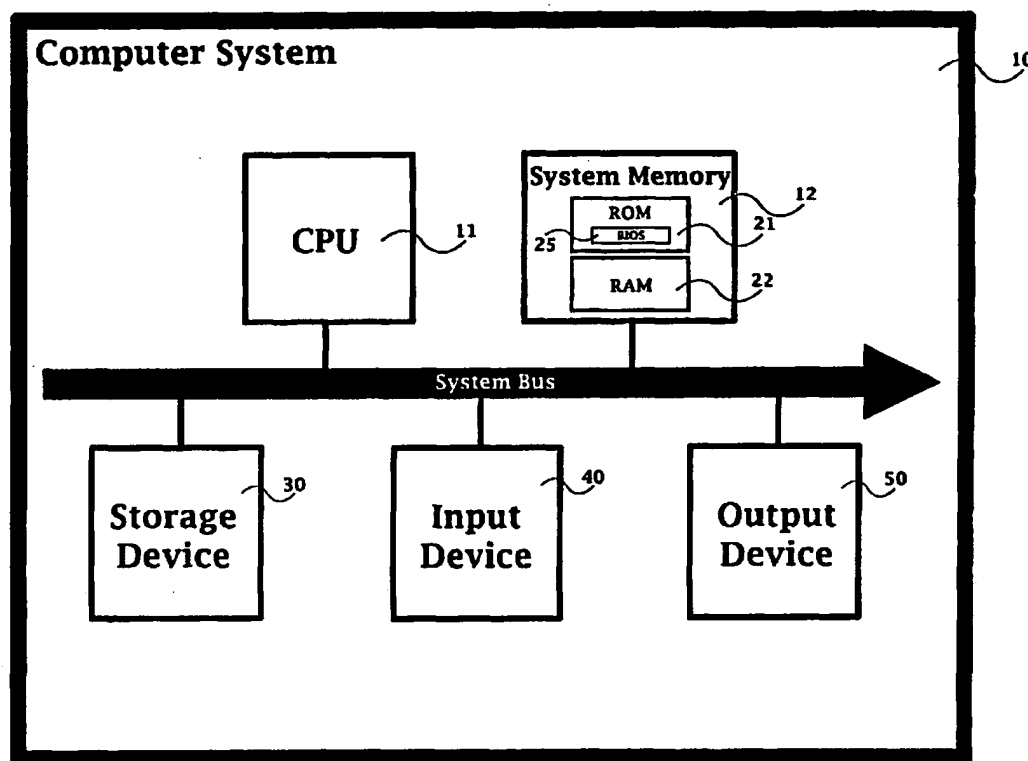 Computer System
10
System Memory
12
ROM
21
BIOS
25
CPU
11
RAM
22
System Bus
30
Storage
Device
40
Input
Device
50
Output
Device